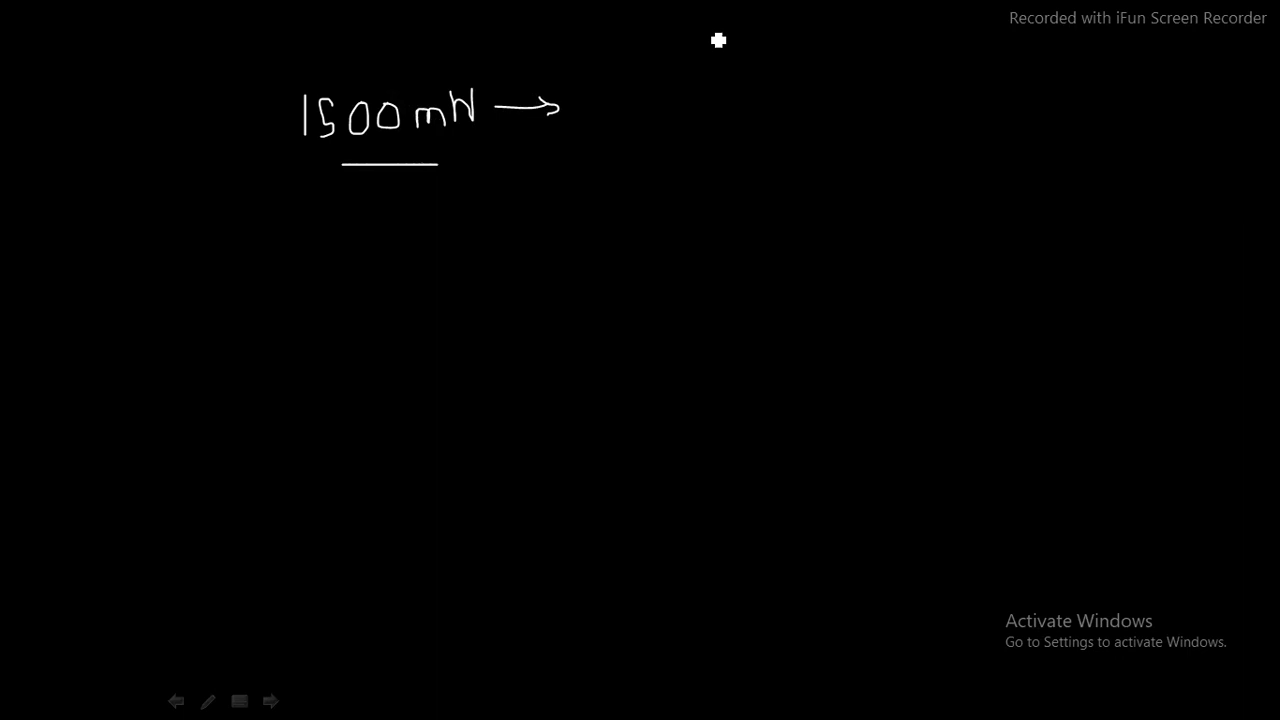 Recorded with iFun Screen Recorder
1500mW →
Activate Windows
Go to Settings to activate Windows.